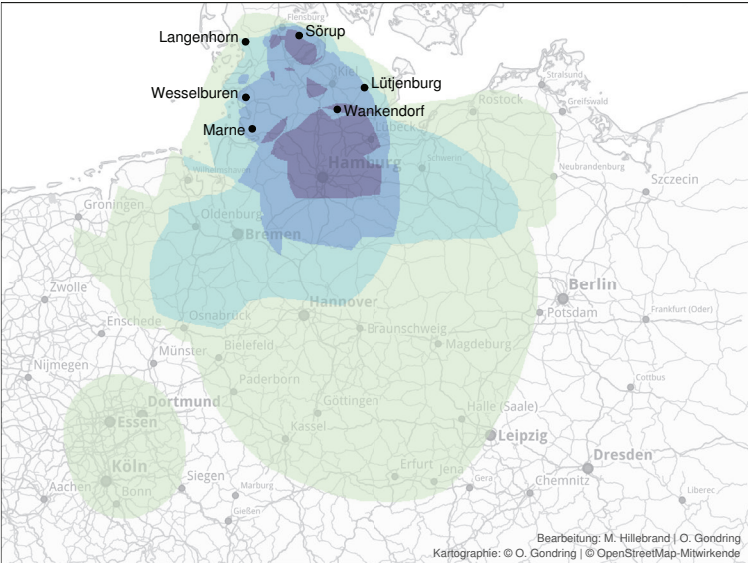 Flensburg
Langenhorn
Sörup
Kiel
Lütjenburg
Wesselburen
Wankendorf
Marne
Lübeck
Stralsund
Greifswald
Rostock
Hamburg
Schwerin
Wilhelmshaven
Neubrandenburg
Szczecin
Groningen
Oldenburg
Bremen
Zwolle
Berlin
Potsdam
Frankfurt (Oder)
Hannover
Enschede
Osnabrück
Braunschweig
Magdeburg
Bielefeld
Münster
Nijmegen
Paderborn
Cottbus
Dortmund
Göttingen
Halle (Saale)
Essen
Kassel
Leipzig
Köln
Dresden
Aachen
Bonn
Siegen
Erfurt
Jena
Gera
Chemnitz
Marburg
Gießen
Liberec
Bearbeitung: M. Hillebrand | O. Gondring
Kartographie: © O. Gondring | © OpenStreetMap-Mitwirkende